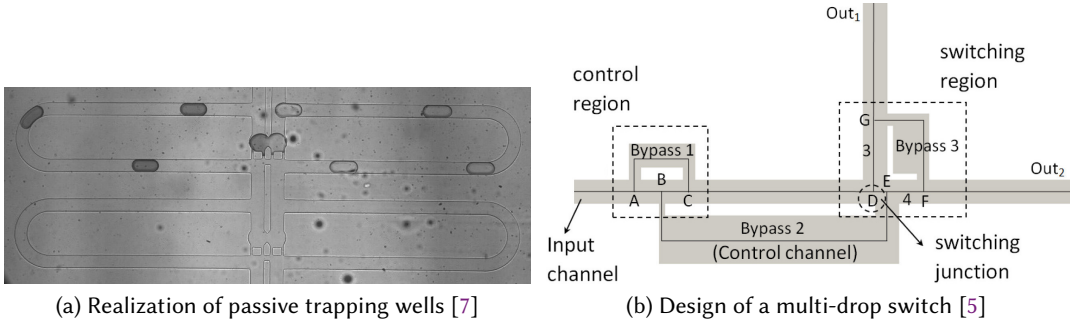 Out₁
switching
region
control
region
G
Bypass 1
3
Bypass 3
B
E
Out₂
A
C
D
4
F
Bypass 2
Input
channel
(Control channel)
switching
junction
(a) Realization of passive trapping wells [7]
(b) Design of a multi-drop switch [5]